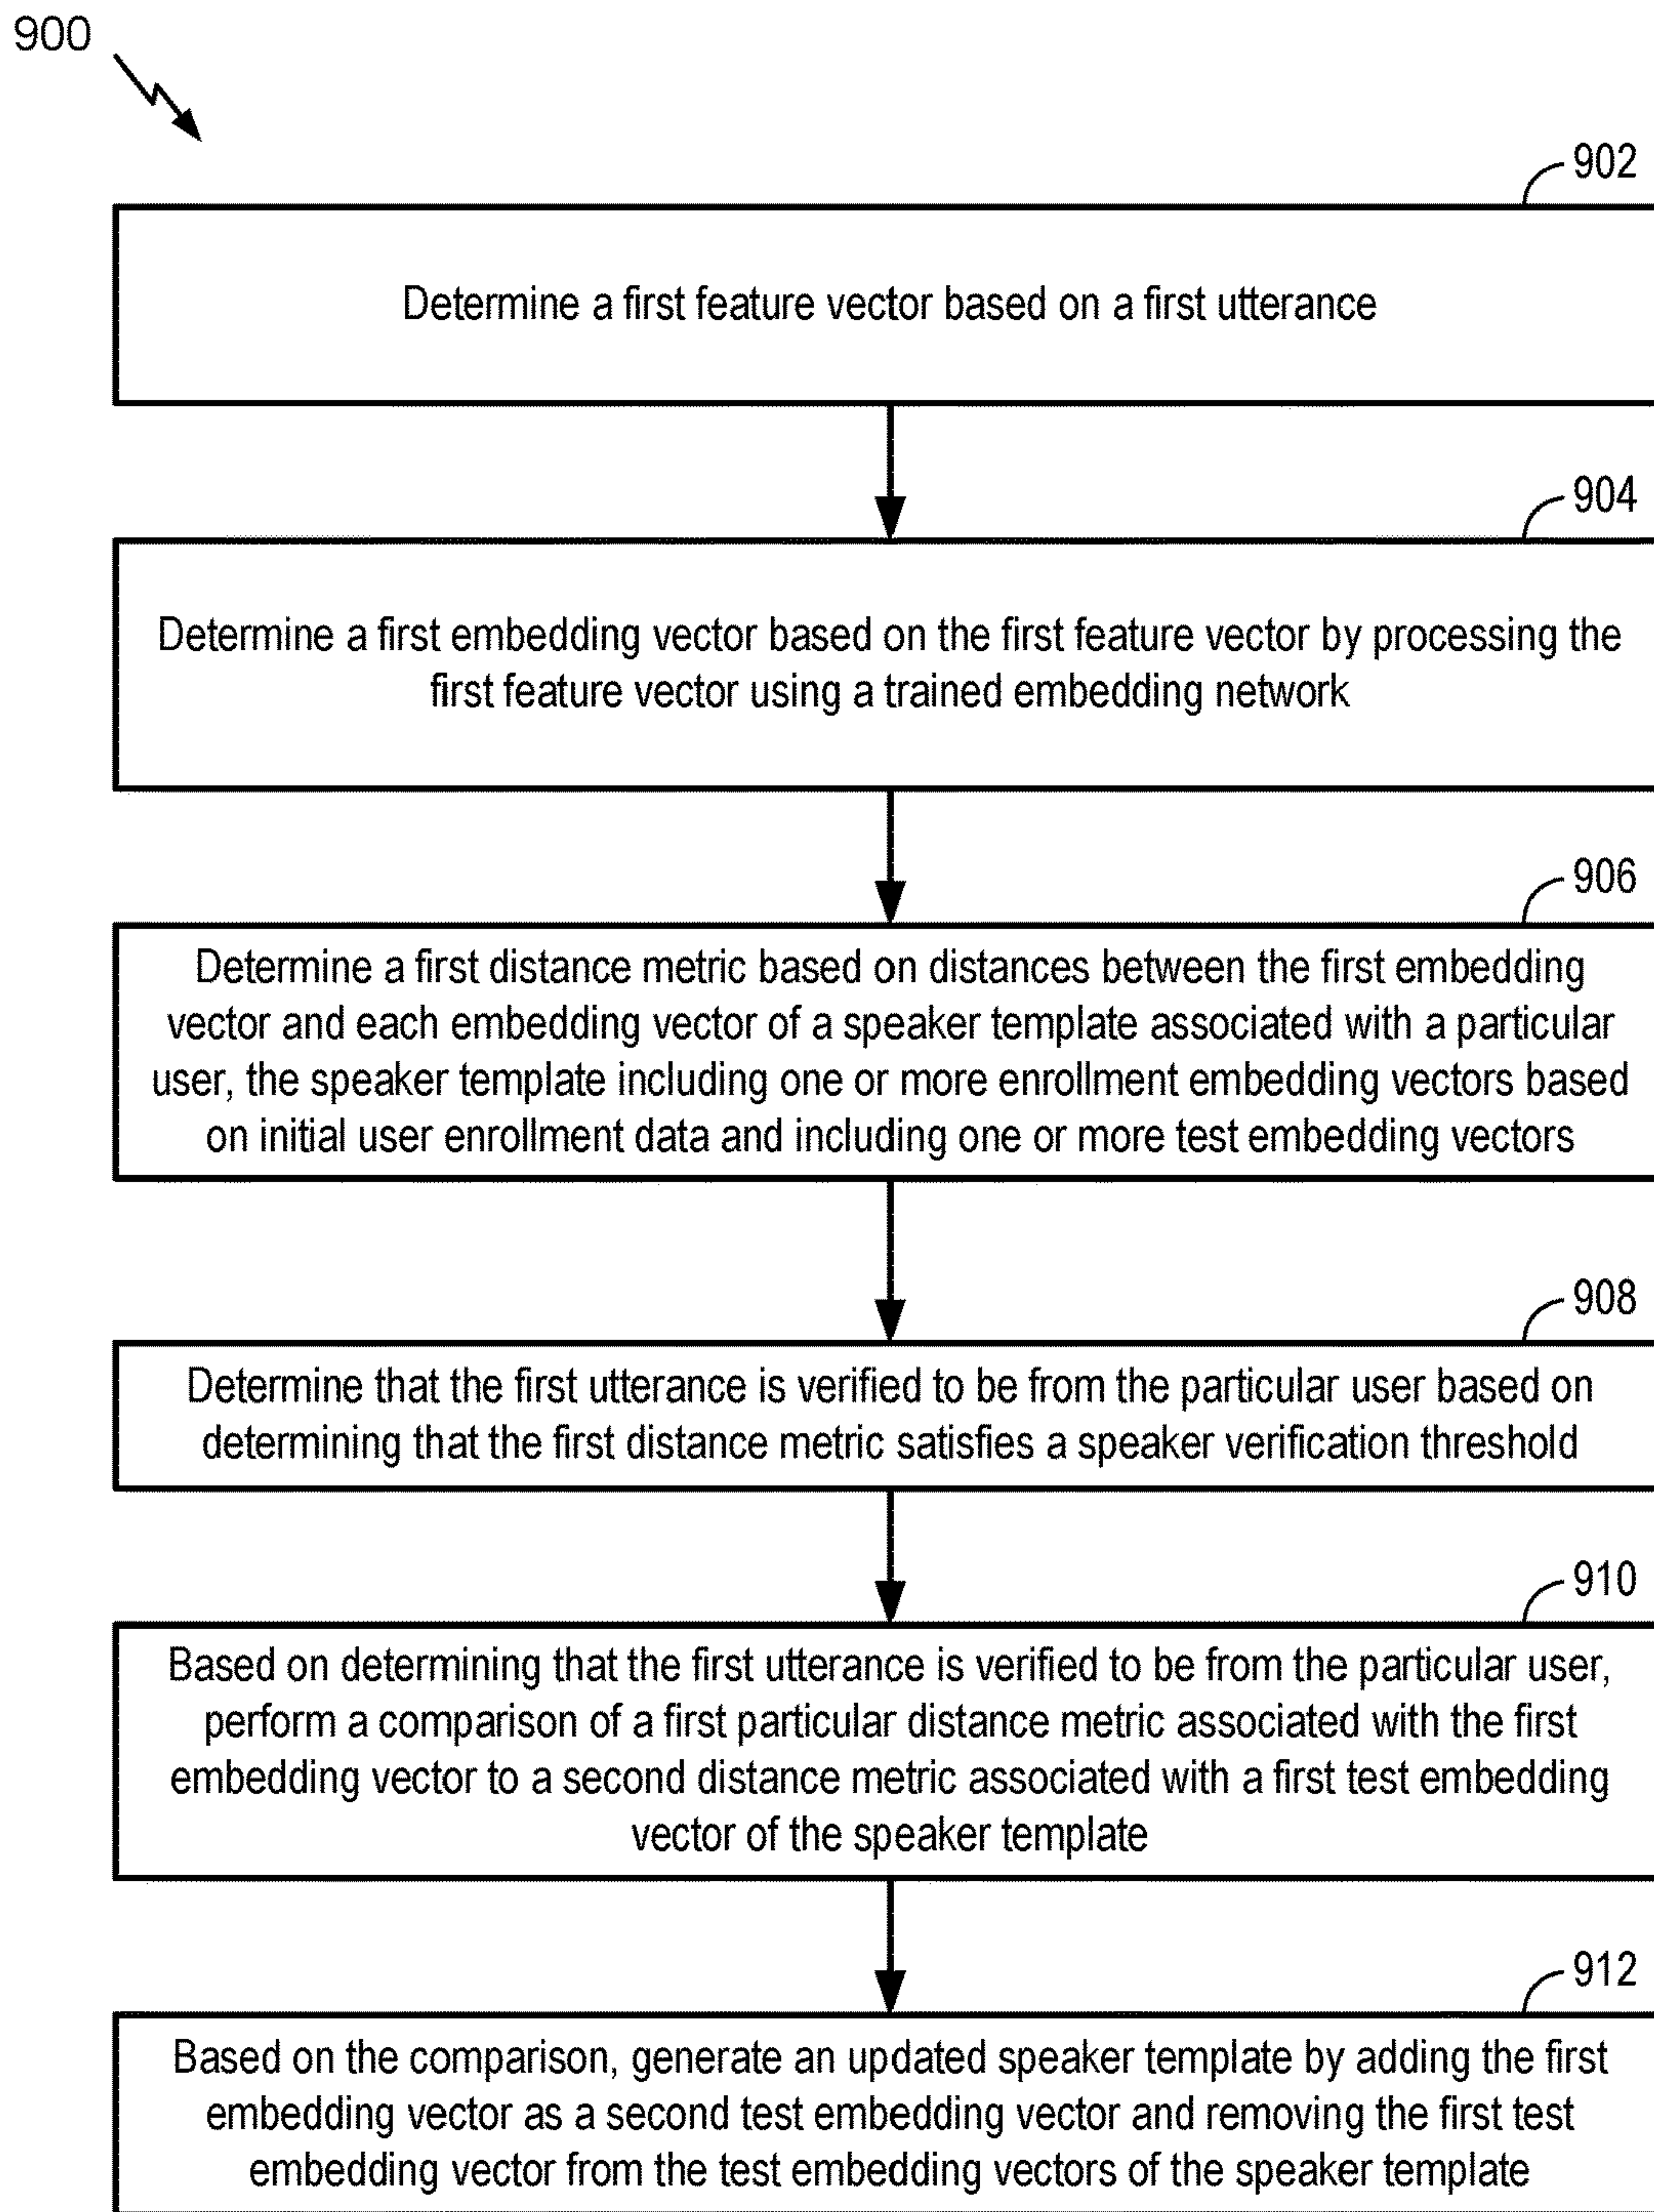 900
902
Determine a first feature vector based on a first utterance
904
Determine a first embedding vector based on the first feature vector by processing the
first feature vector using a trained embedding network
906
Determine a first distance metric based on distances between the first embedding
vector and each embedding vector of a speaker template associated with a particular
user, the speaker template including one or more enrollment embedding vectors based
on initial user enrollment data and including one or more test embedding vectors
908
Determine that the first utterance is verified to be from the particular user based on
determining that the first distance metric satisfies a speaker verification threshold
910
Based on determining that the first utterance is verified to be from the particular user,
perform a comparison of a first particular distance metric associated with the first
embedding vector to a second distance metric associated with a first test embedding
vector of the speaker template
912
Based on the comparison, generate an updated speaker template by adding the first
embedding vector as a second test embedding vector and removing the first test
embedding vector from the test embedding vectors of the speaker template